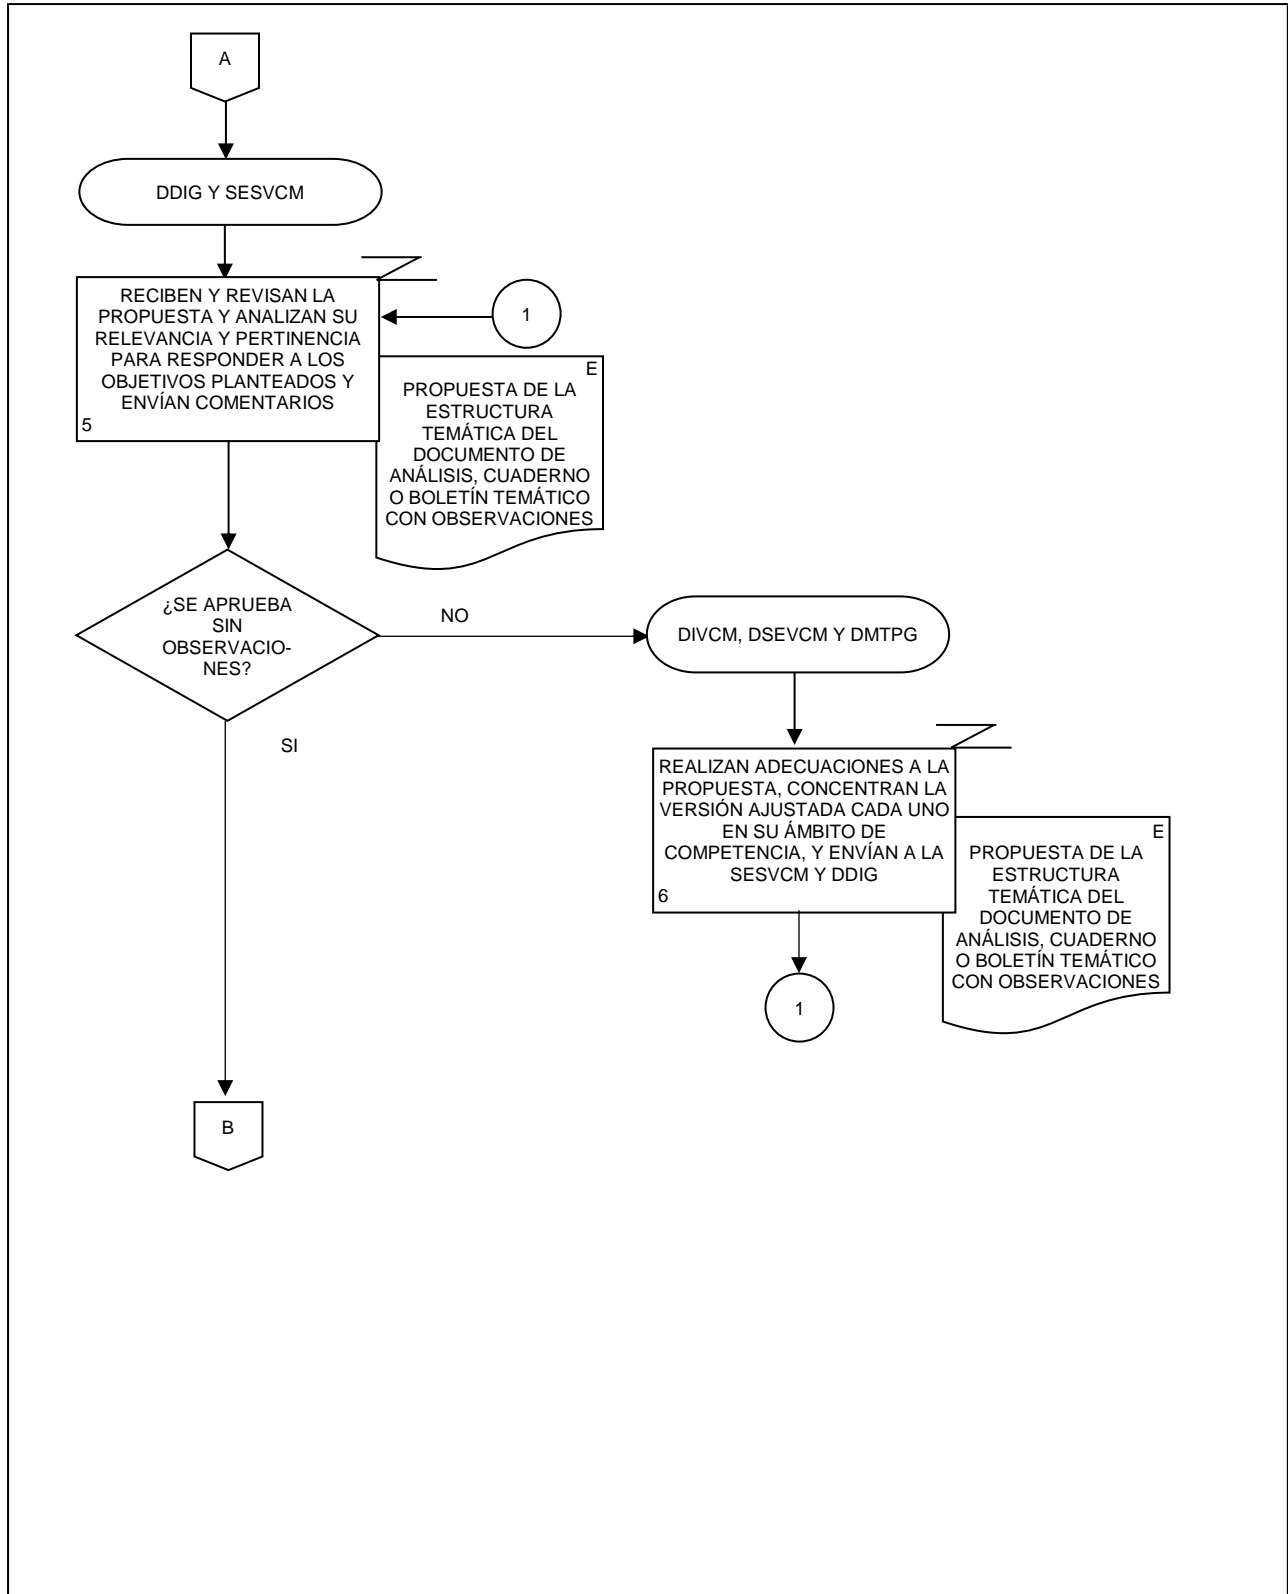 A
DDIG Y SESVCM
RECIBEN Y REVISAN LA
PROPUESTA Y ANALIZAN SU
RELEVANCIA Y PERTINENCIA
PARA RESPONDER A LOS
OBJETIVOS PLANTEADOS Y
ENVÍAN COMENTARIOS
5
1
E
PROPUESTA DE LA
ESTRUCTURA
TEMÁTICA DEL
DOCUMENTO DE
ANÁLISIS, CUADERNO
O BOLETÍN TEMÁTICO
CON OBSERVACIONES
¿SE APRUEBA
SIN
OBSERVACIO-
NES?
NO
SI
DIVCM, DSEVCM Y DMTPG
REALIZAN ADECUACIONES A LA
PROPUESTA, CONCENTRAN LA
VERSIÓN AJUSTADA CADA UNO
EN SU ÁMBITO DE
COMPETENCIA, Y ENVÍAN A LA
SESVCM Y DDIG
6
E
PROPUESTA DE LA
ESTRUCTURA
TEMÁTICA DEL
DOCUMENTO DE
ANÁLISIS, CUADERNO
O BOLETÍN TEMÁTICO
CON OBSERVACIONES
1
B